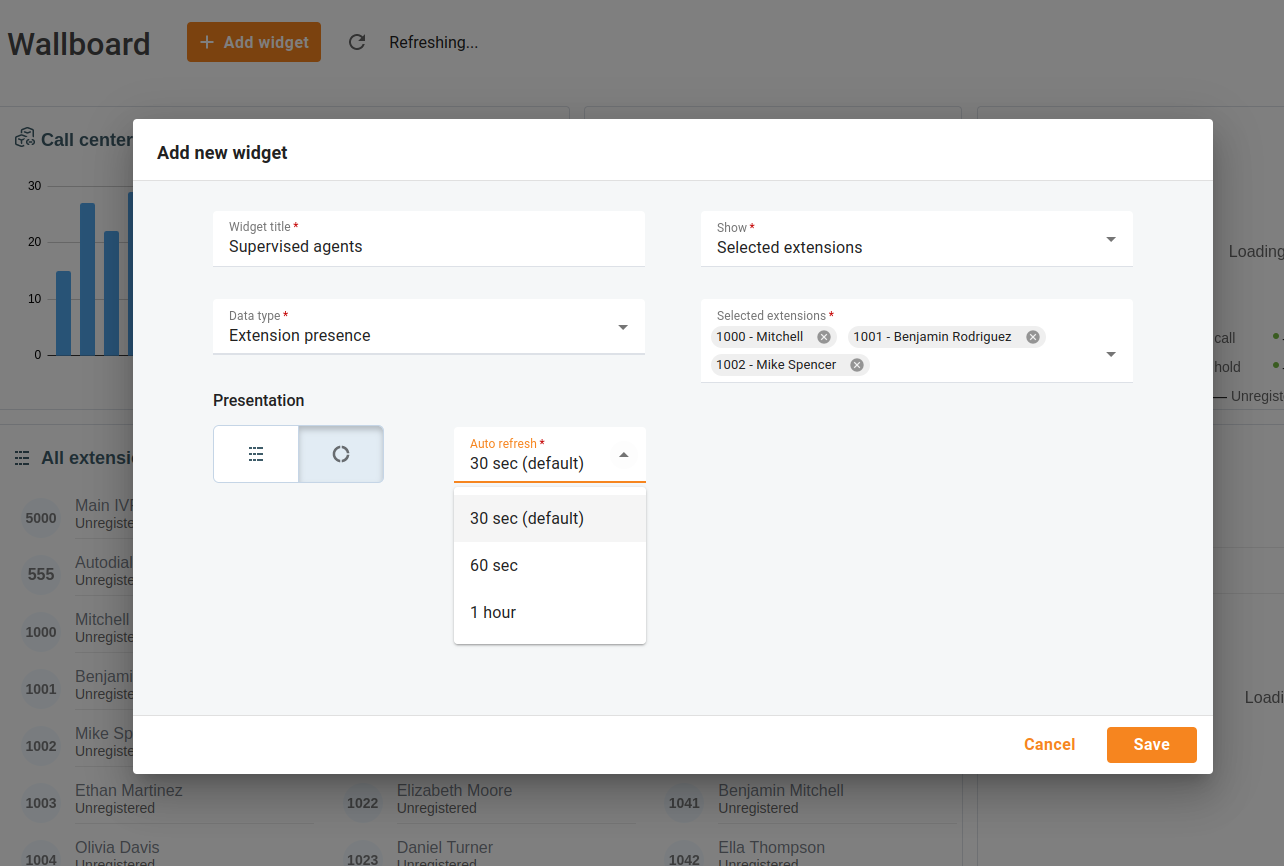 Wallboard
Add widget
Refreshing...
Call center
30
20
10
0
Add new widget
Widget title *
Supervised agents
Show *
Selected extensions
Data type *
Extension presence
Selected extensions *
1000 - Mitchell
1001 - Benjamin Rodriguez
1002 - Mike Spencer
Presentation
Auto refresh *
30 sec (default)
30 sec (default)
60 sec
1 hour
Cancel
Save
Loading
call
hold
Unregist
Loadi
All extensi
5000
Main IVR
Unregiste
555
Autodial
Unregiste
1000
Mitchell
Unregiste
1001
Benjami
Unregiste
1002
Mike Sp
Unregiste
1003
Ethan Martinez
Unregistered
1022
Elizabeth Moore
Unregistered
1041
Benjamin Mitchell
Unregistered
1004
Olivia Davis
Unregistered
1023
Daniel Turner
Unregistered
1042
Ella Thompson
Unregistered